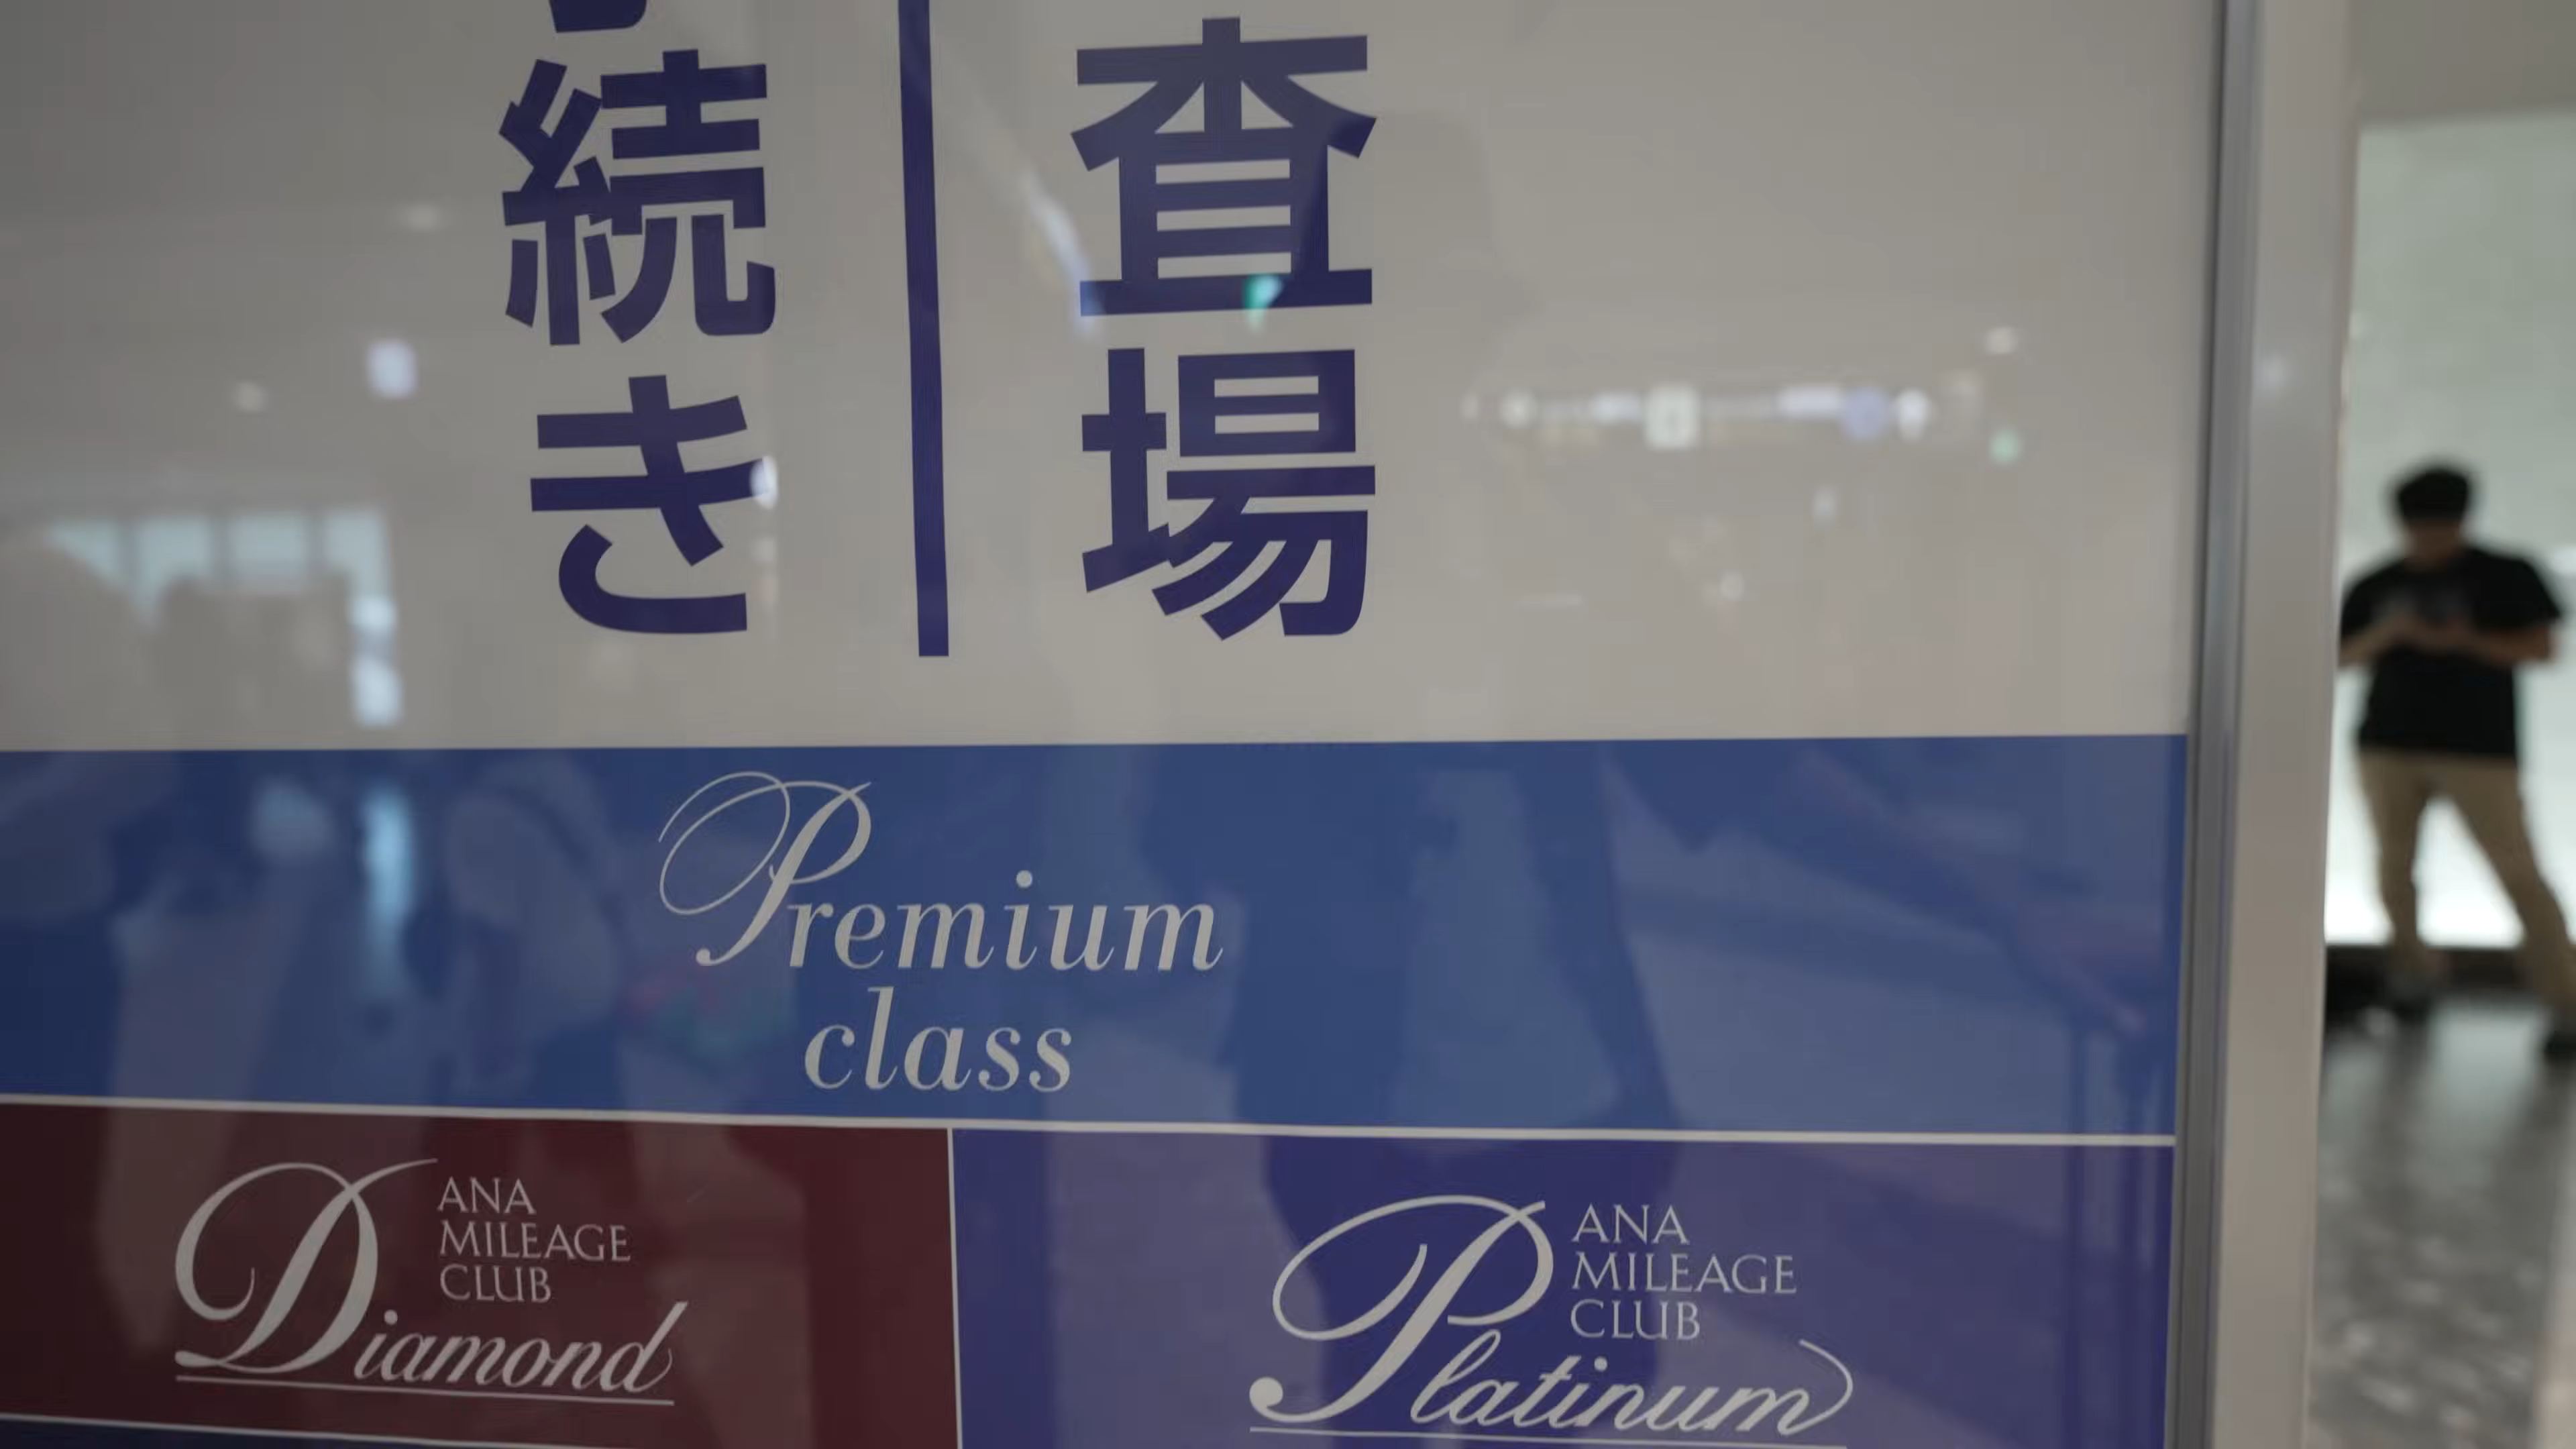 査場
続き
Premium
class
ANA
MILEAGE
CLUB
Diamond
ANA
MILEAGE
CLUB
Platinum